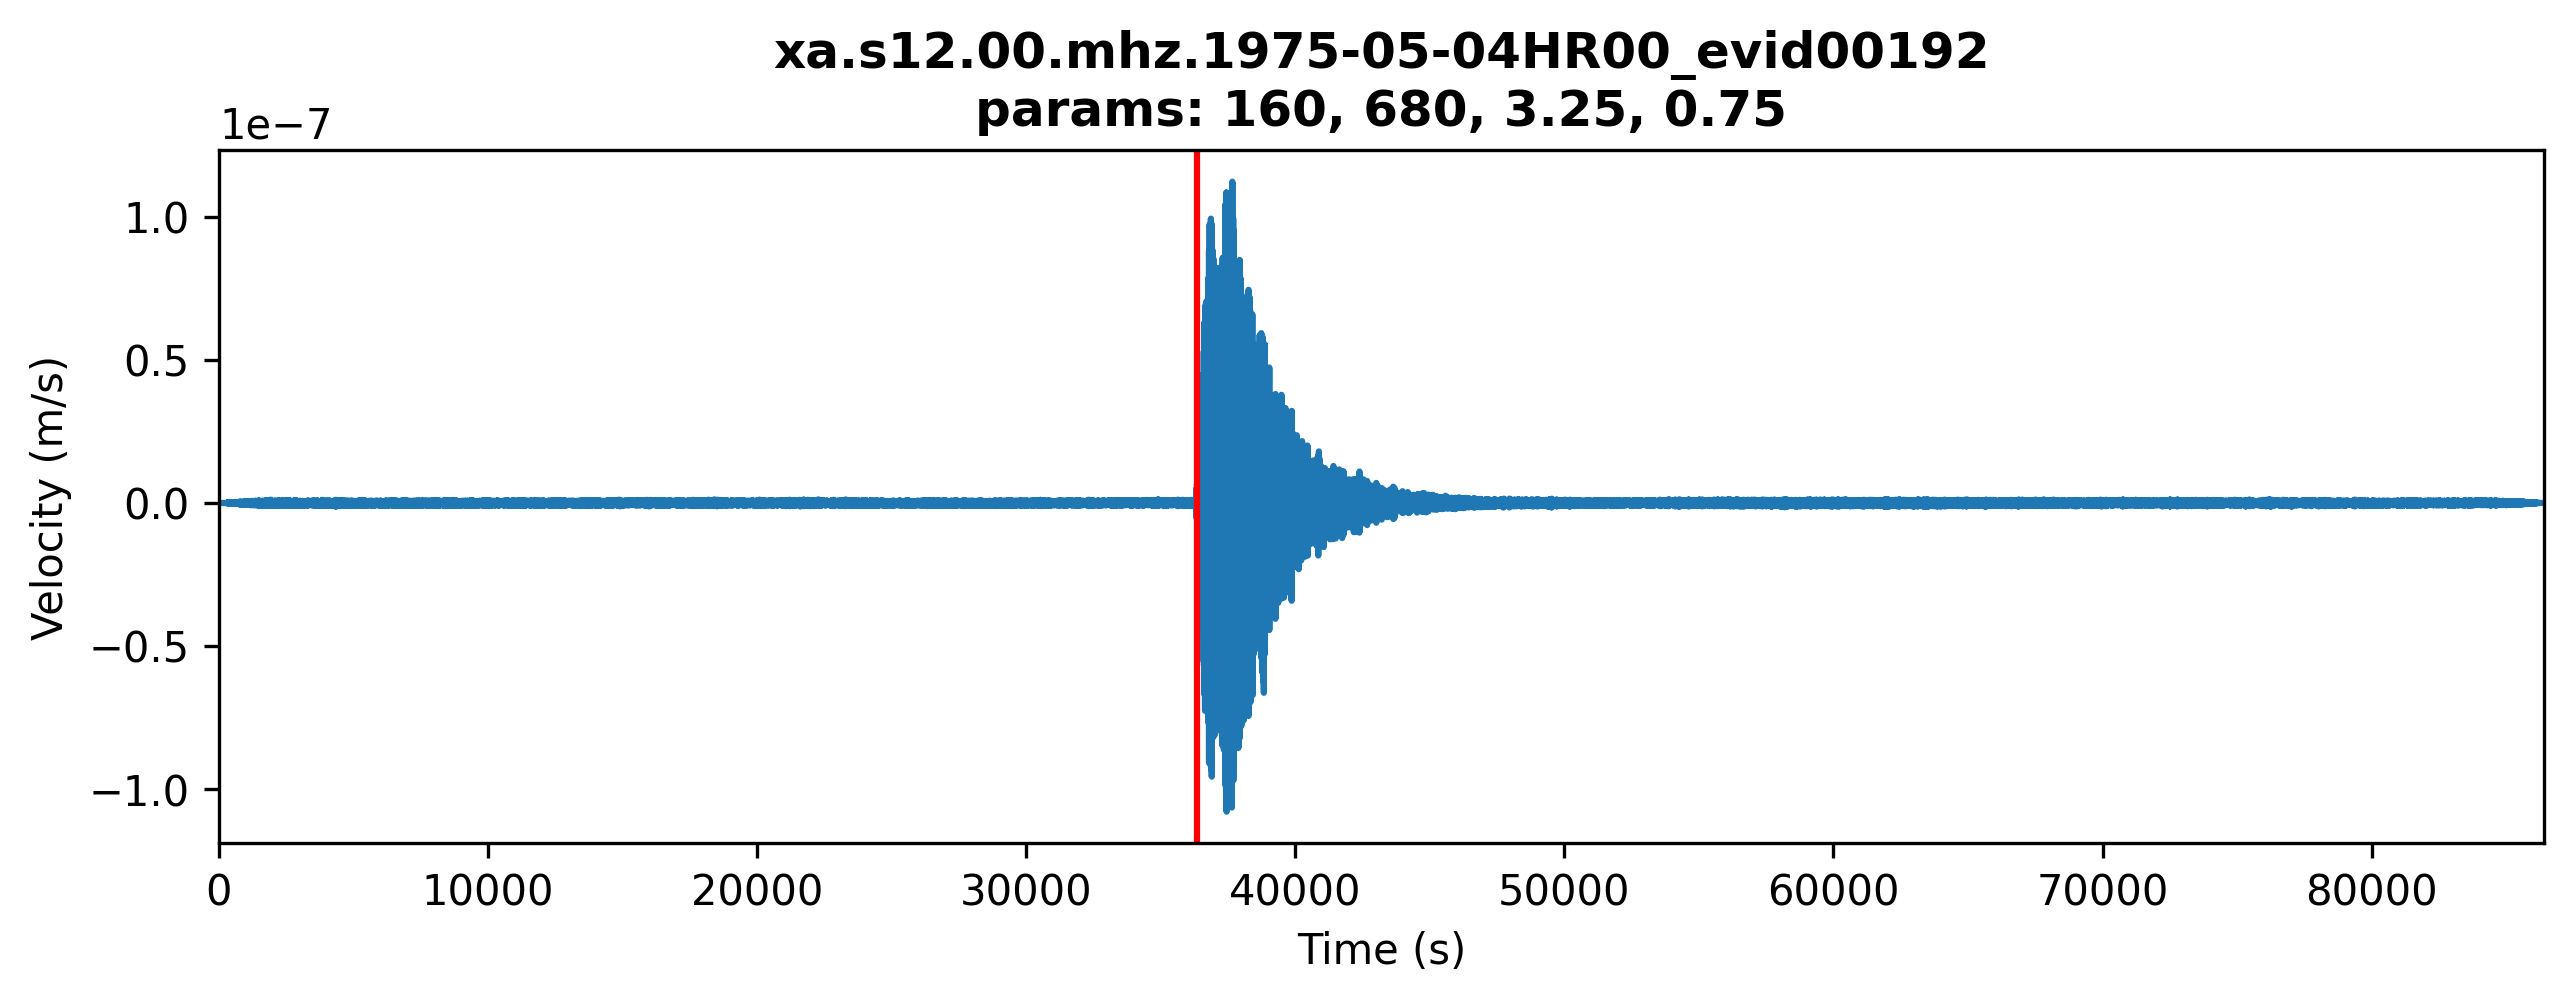 xa.s12.00.mhz.1975-05-04HR00_evid00192
params: 160, 680, 3.25, 0.75
1e−7
1.0
0.5
0.0
−0.5
−1.0
Velocity (m/s)
0 10000 20000 30000 40000 50000 60000 70000 80000
Time (s)